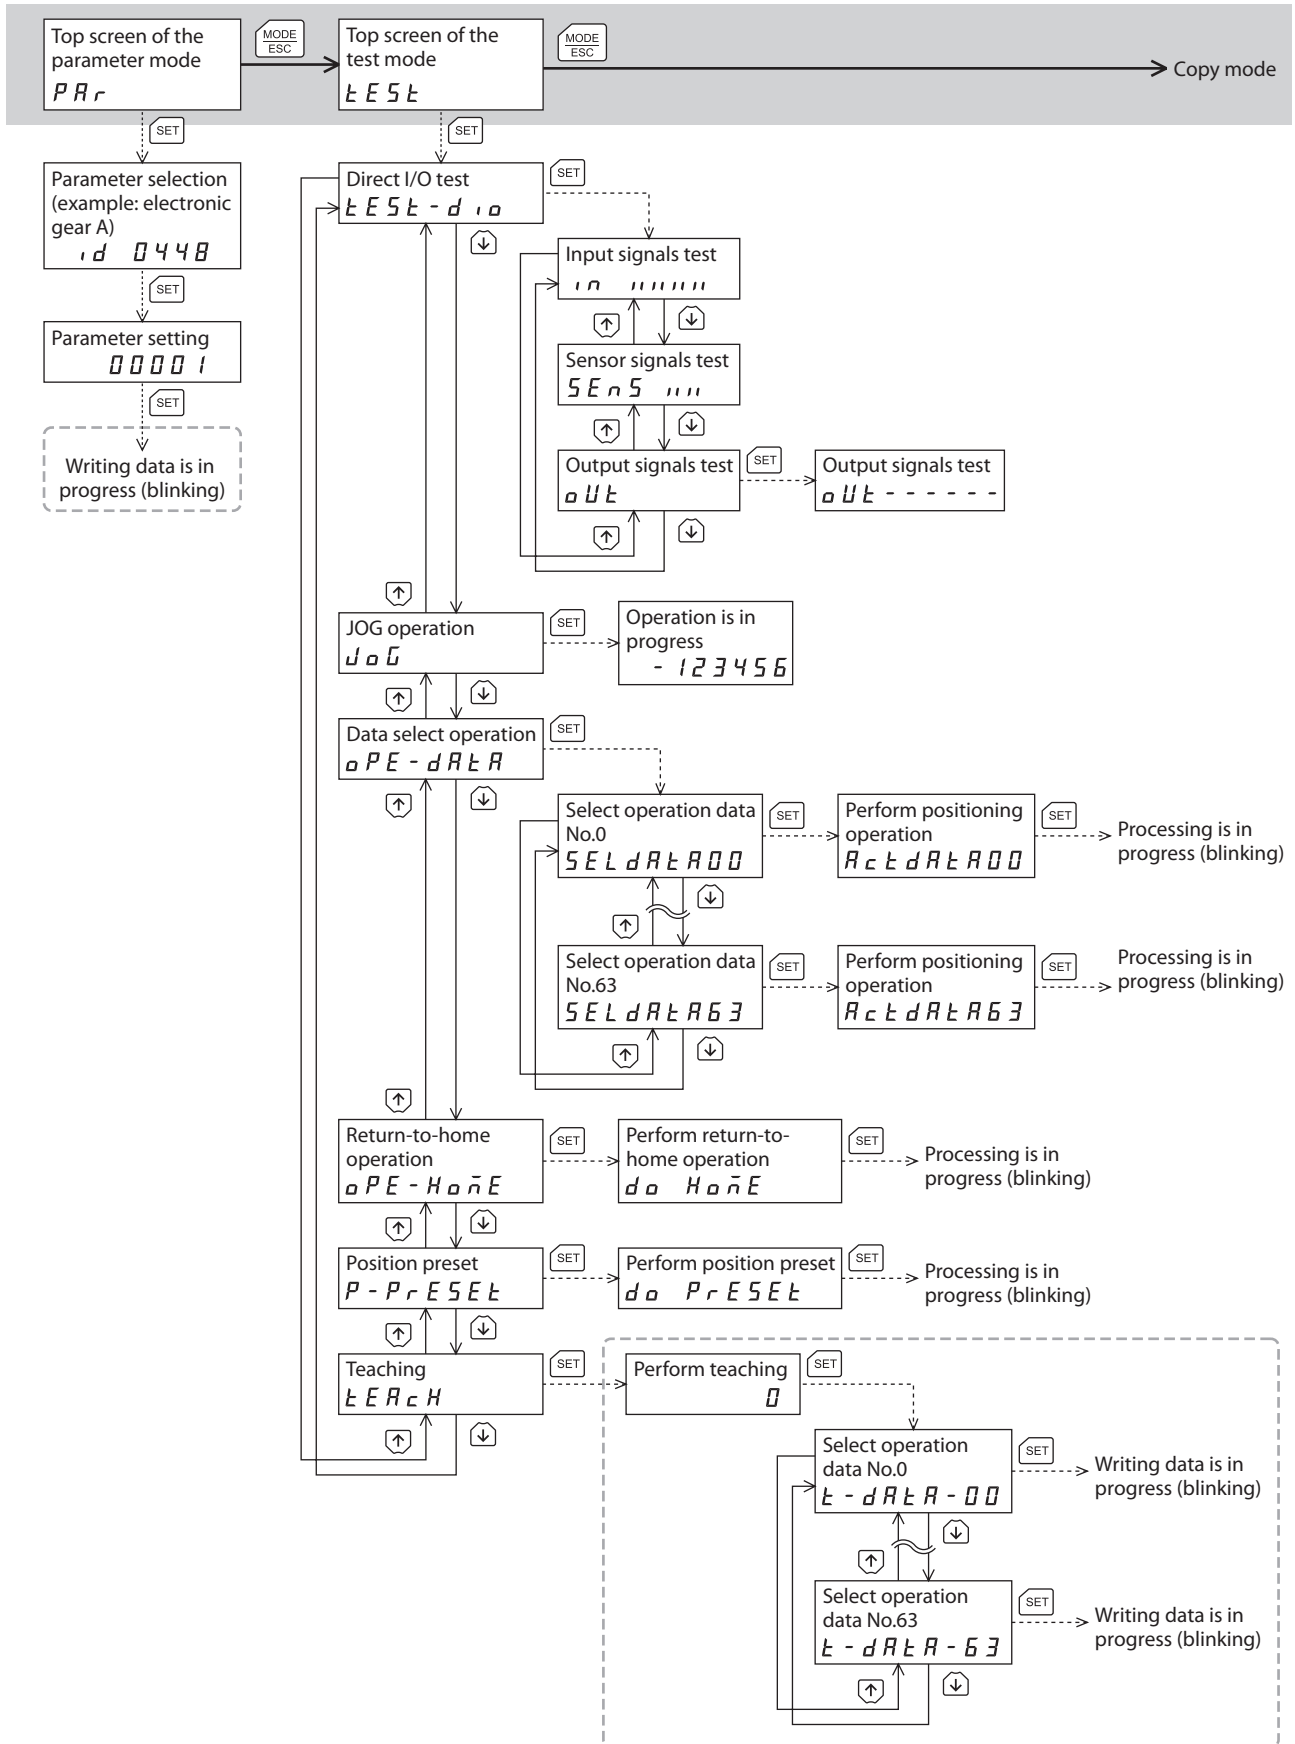 Top screen of the
parameter mode
PAr
MODE
ESC
Top screen of the
test mode
tESt
MODE
ESC
Copy mode
SET
SET
Parameter selection
(example: electronic
gear A)
id 0448
SET
Parameter setting
00001
SET
Writing data is in
progress (blinking)
Direct I/O test
tESt-dio
SET
Input signals test
in
Sensor signals test
SEnS
Output signals test
oUt
SET
Output signals test
oUt------
JOG operation
JoG
SET
Operation is in
progress
-123456
Data select operation
oPE-dAtA
SET
Select operation data
No.0
SELdAtA00
SET
Perform positioning
operation
ActdAtA00
SET
Processing is in
progress (blinking)
Select operation data
No.63
SELdAtA63
SET
Perform positioning
operation
ActdAtA63
SET
Processing is in
progress (blinking)
Return-to-home
operation
oPE-HomE
SET
Perform return-to-
home operation
do HomE
SET
Processing is in
progress (blinking)
Position preset
P-PrESEt
SET
Perform position preset
do PrESEt
SET
Processing is in
progress (blinking)
Teaching
tEAcH
SET
Perform teaching
0
SET
Select operation
data No.0
t-dAtA-00
SET
Writing data is in
progress (blinking)
Select operation
data No.63
t-dAtA-63
SET
Writing data is in
progress (blinking)